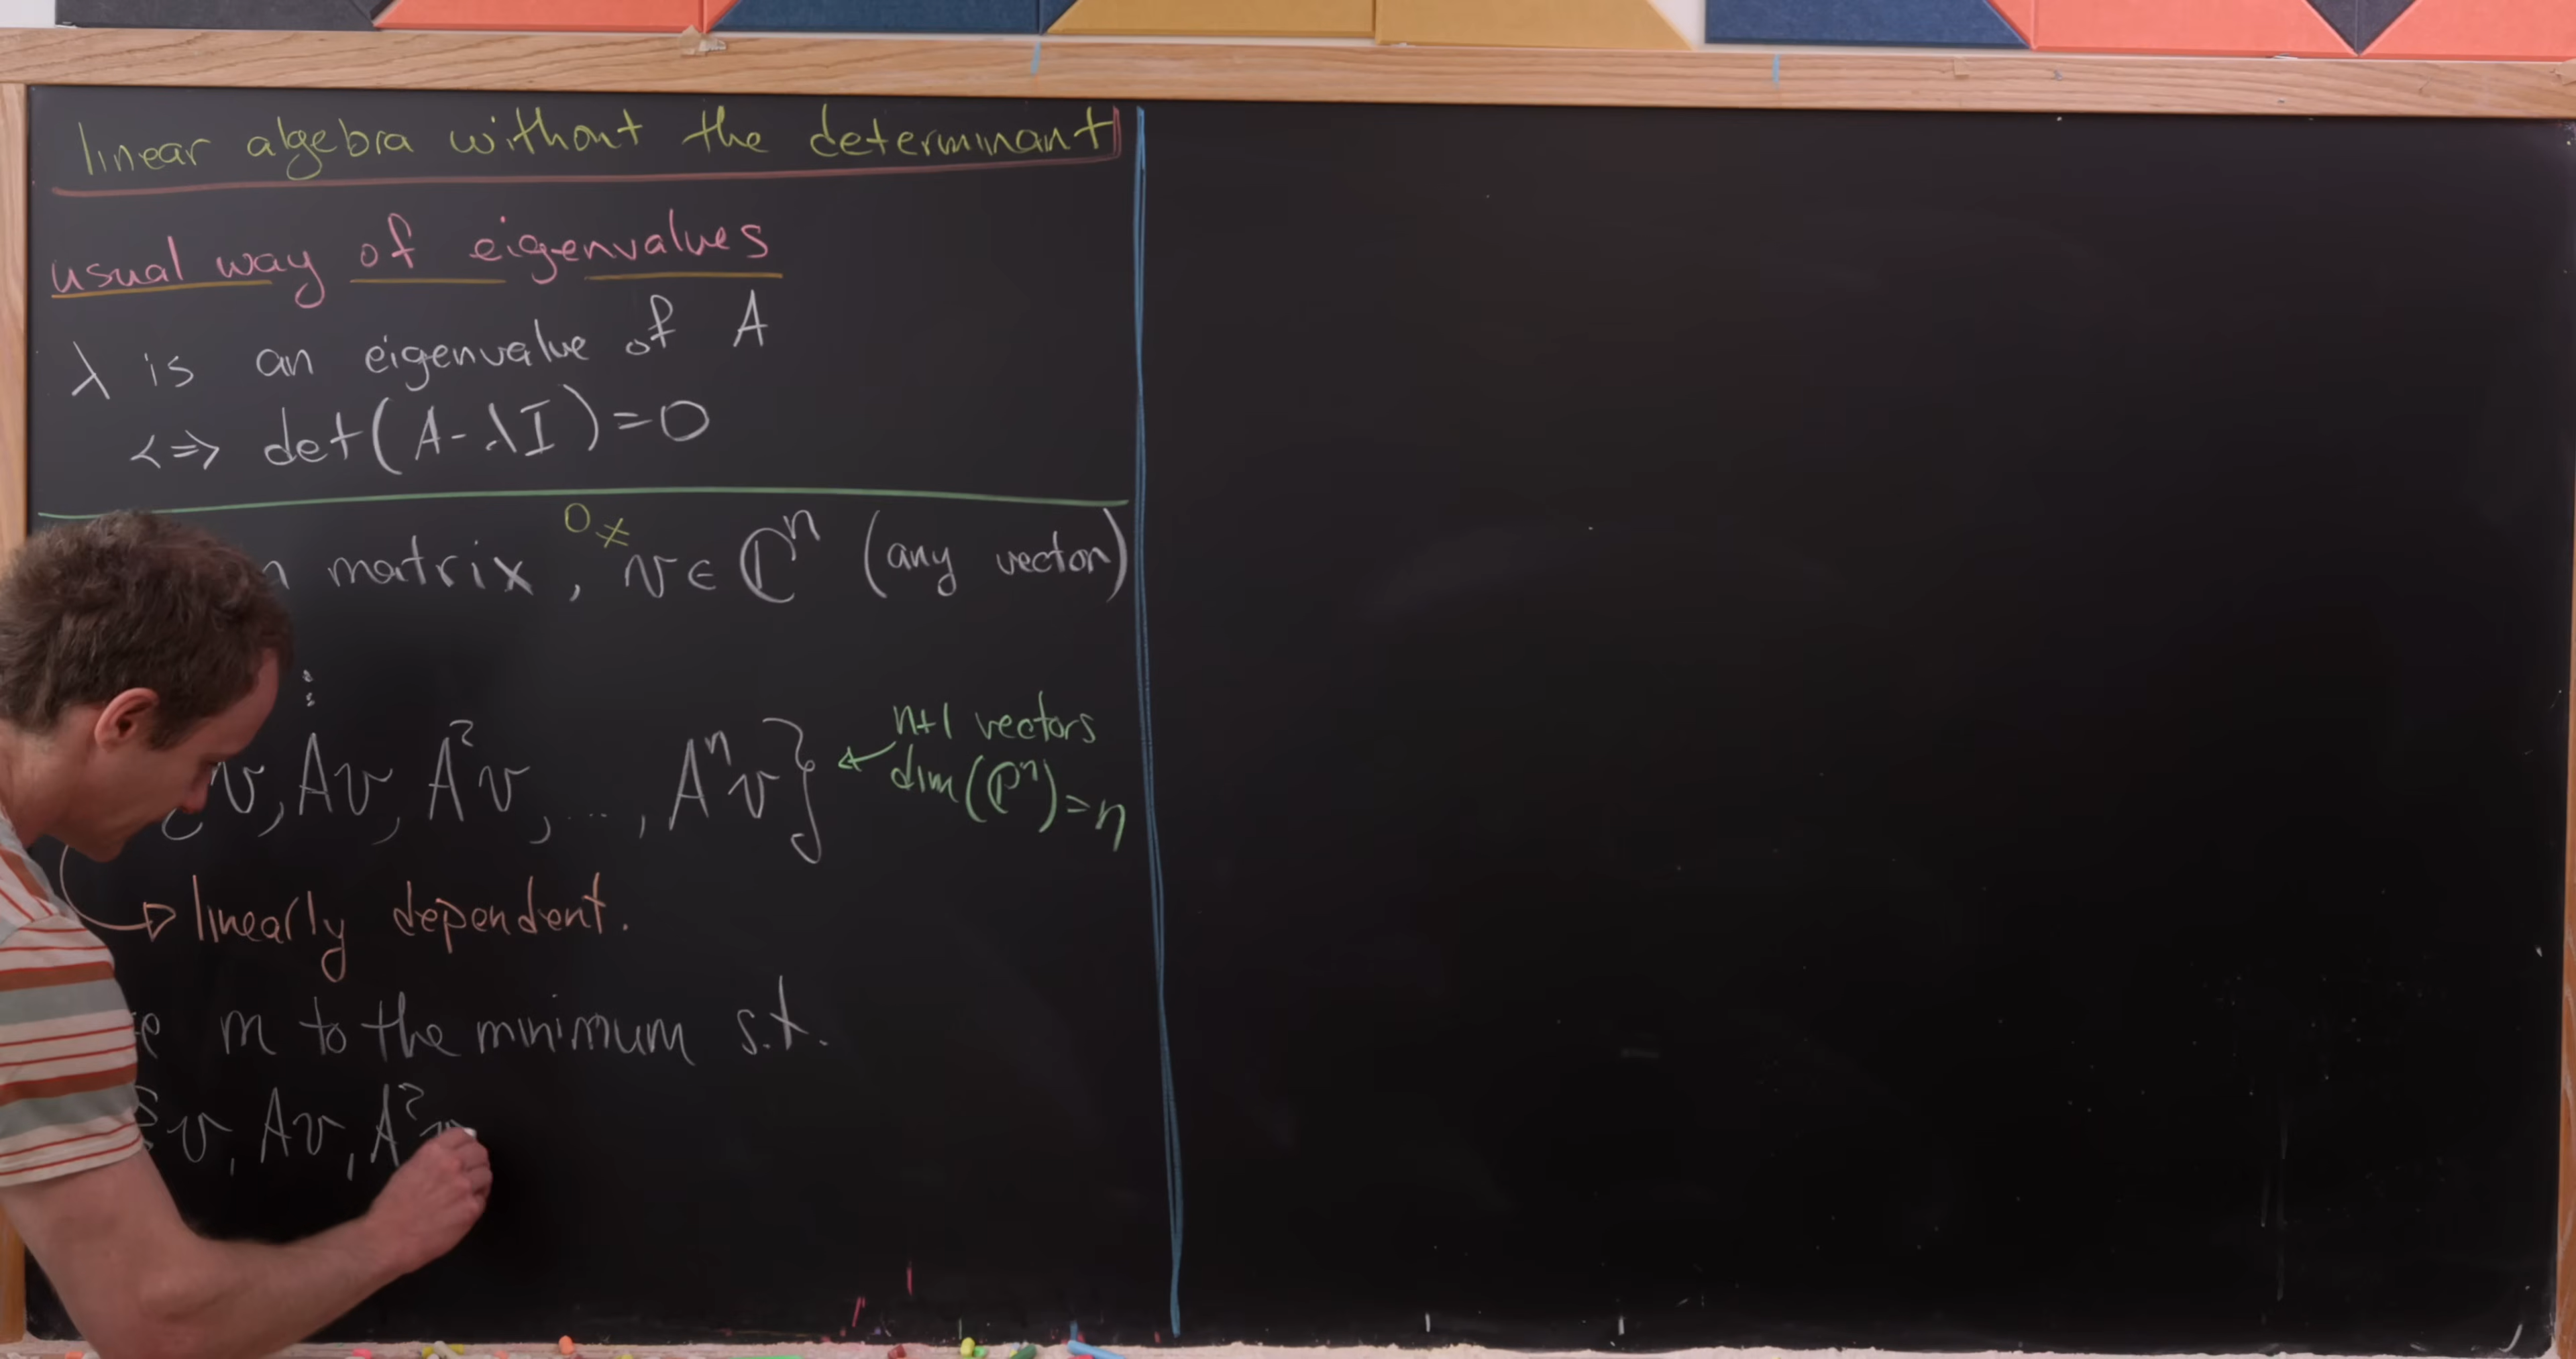 linear algebra without the determinant
usual way of eigenvalues
λ is an eigenvalue of A
<=> det(A-λI)=0
matrix, 0≠v∈ℂⁿ (any vector)
v, Av, A²v, ..., Aⁿv}
n+1 vectors
dim(ℂⁿ)=n
linearly dependent.
m to the minimum s.t.
{v, Av, A²v